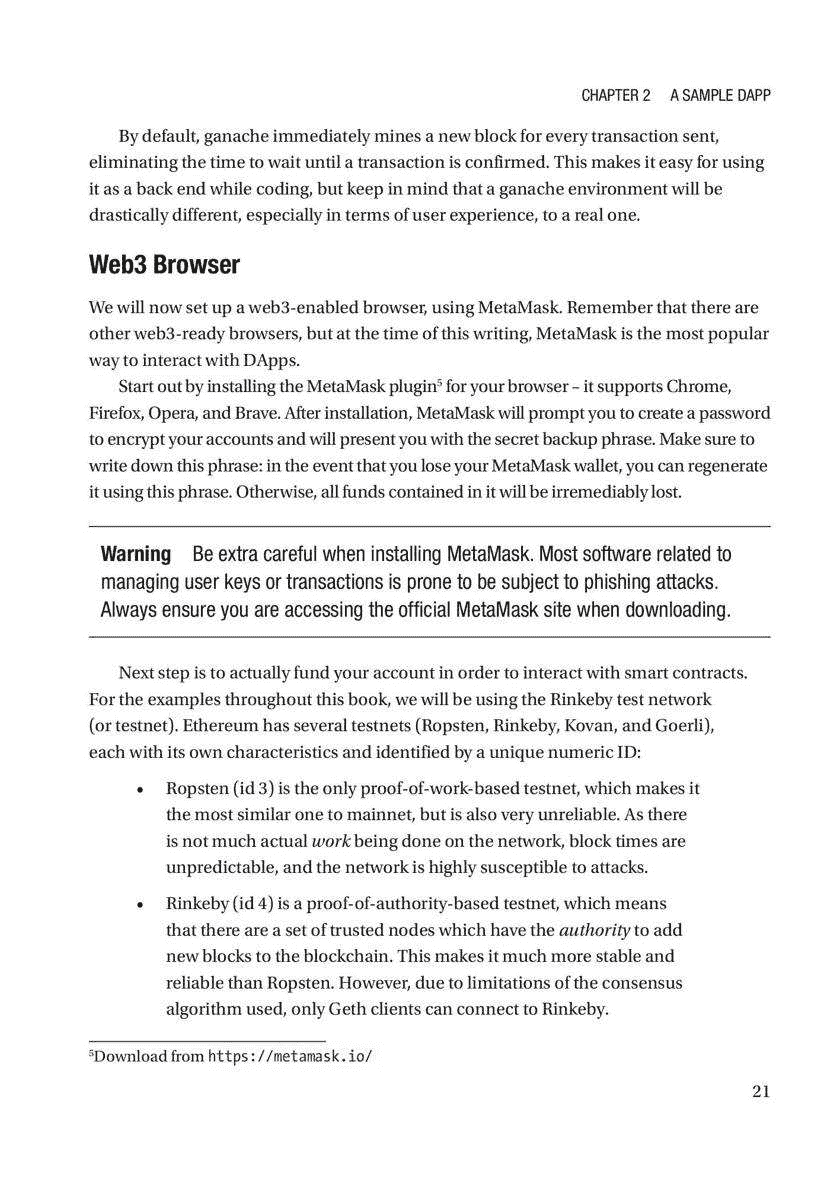 CHAPTER 2 A SAMPLE DAPP
By default, ganache immediately mines a new block for every transaction sent,
eliminating the time to wait until a transaction is confirmed. This makes it easy for using
it as a back end while coding, but keep in mind that a ganache environment will be
drastically different, especially in terms of user experience, to a real one.
Web3 Browser
We will now set up a web3-enabled browser, using MetaMask. Remember that there are
other web3-ready browsers, but at the time of this writing, MetaMask is the most popular
way to interact with DApps.
Start out by installing the MetaMask plugin⁵ for your browser – it supports Chrome,
Firefox, Opera, and Brave. After installation, MetaMask will prompt you to create a password
to encrypt your accounts and will present you with the secret backup phrase. Make sure to
write down this phrase: in the event that you lose your MetaMask wallet, you can regenerate
it using this phrase. Otherwise, all funds contained in it will be irremediably lost.
Warning Be extra careful when installing MetaMask. Most software related to
managing user keys or transactions is prone to be subject to phishing attacks.
Always ensure you are accessing the official MetaMask site when downloading.
Next step is to actually fund your account in order to interact with smart contracts.
For the examples throughout this book, we will be using the Rinkeby test network
(or testnet). Ethereum has several testnets (Ropsten, Rinkeby, Kovan, and Goerli),
each with its own characteristics and identified by a unique numeric ID:
• Ropsten (id 3) is the only proof-of-work-based testnet, which makes it
the most similar one to mainnet, but is also very unreliable. As there
is not much actual work being done on the network, block times are
unpredictable, and the network is highly susceptible to attacks.
• Rinkeby (id 4) is a proof-of-authority-based testnet, which means
that there are a set of trusted nodes which have the authority to add
new blocks to the blockchain. This makes it much more stable and
reliable than Ropsten. However, due to limitations of the consensus
algorithm used, only Geth clients can connect to Rinkeby.
⁵Download from https://metamask.io/
21